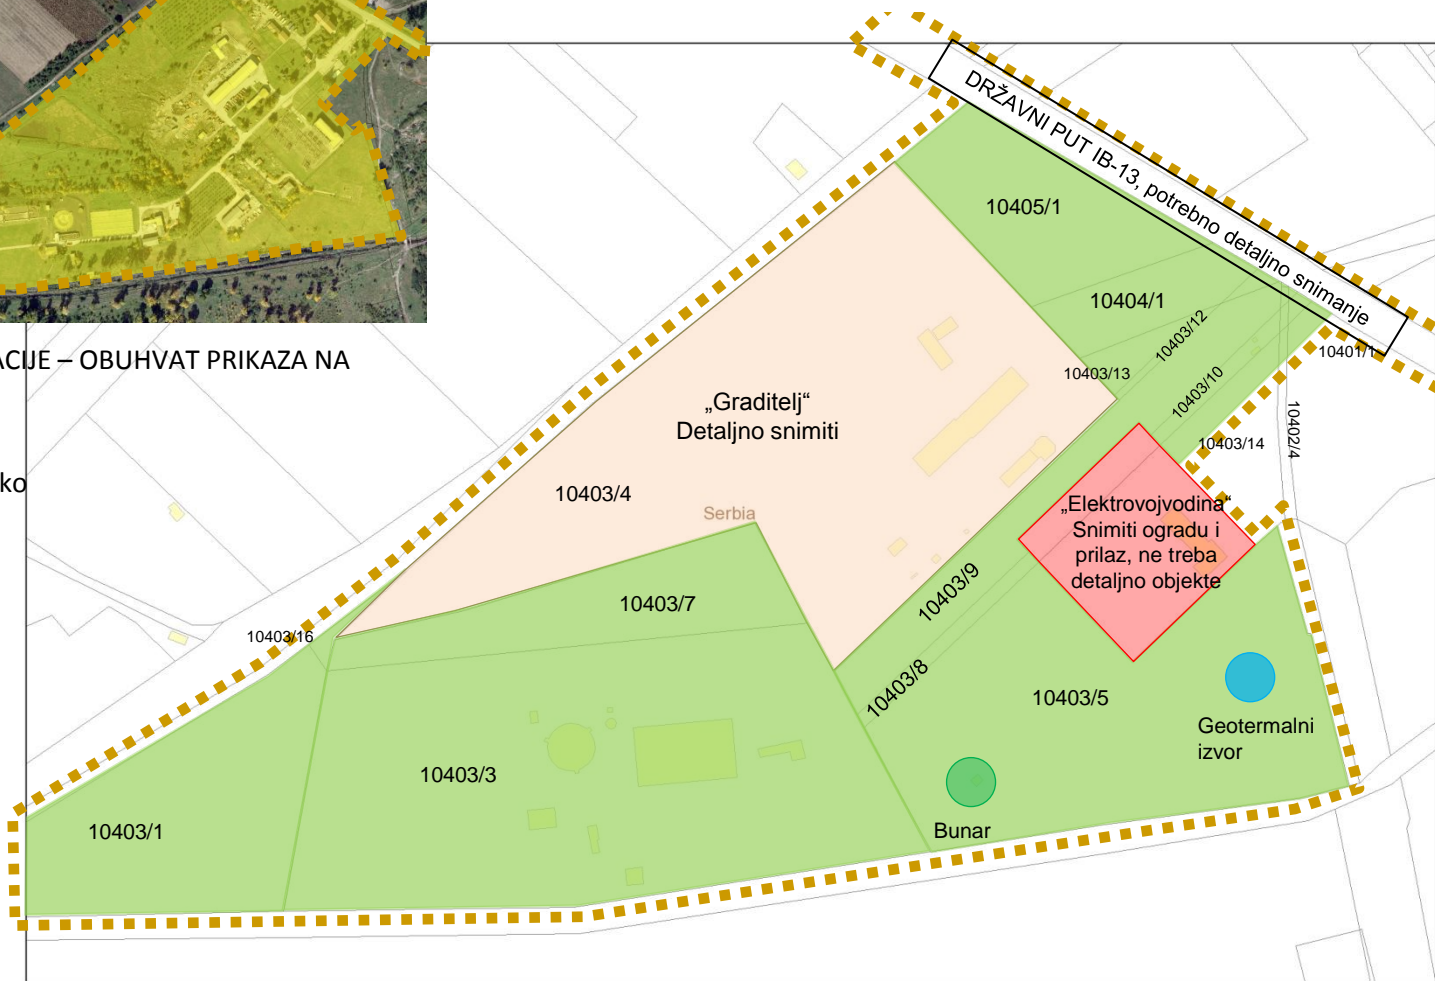 DRŽAVNI PUT IB-13, potrebno detaljno snimanje
10405/1
10404/1
10403/12
10401/1
ACIJE – OBUHVAT PRIKAZA NA
10403/13
10403/10
„Graditelj“
Detaljno snimiti
10402/4
10403/14
ko
10403/4
Serbia
„Elektrovojvodina“
Snimiti ogradu i
prilaz, ne treba
detaljno objekte
10403/9
10403/7
10403/16
10403/8
10403/5
Geotermalni
izvor
10403/3
10403/1
Bunar